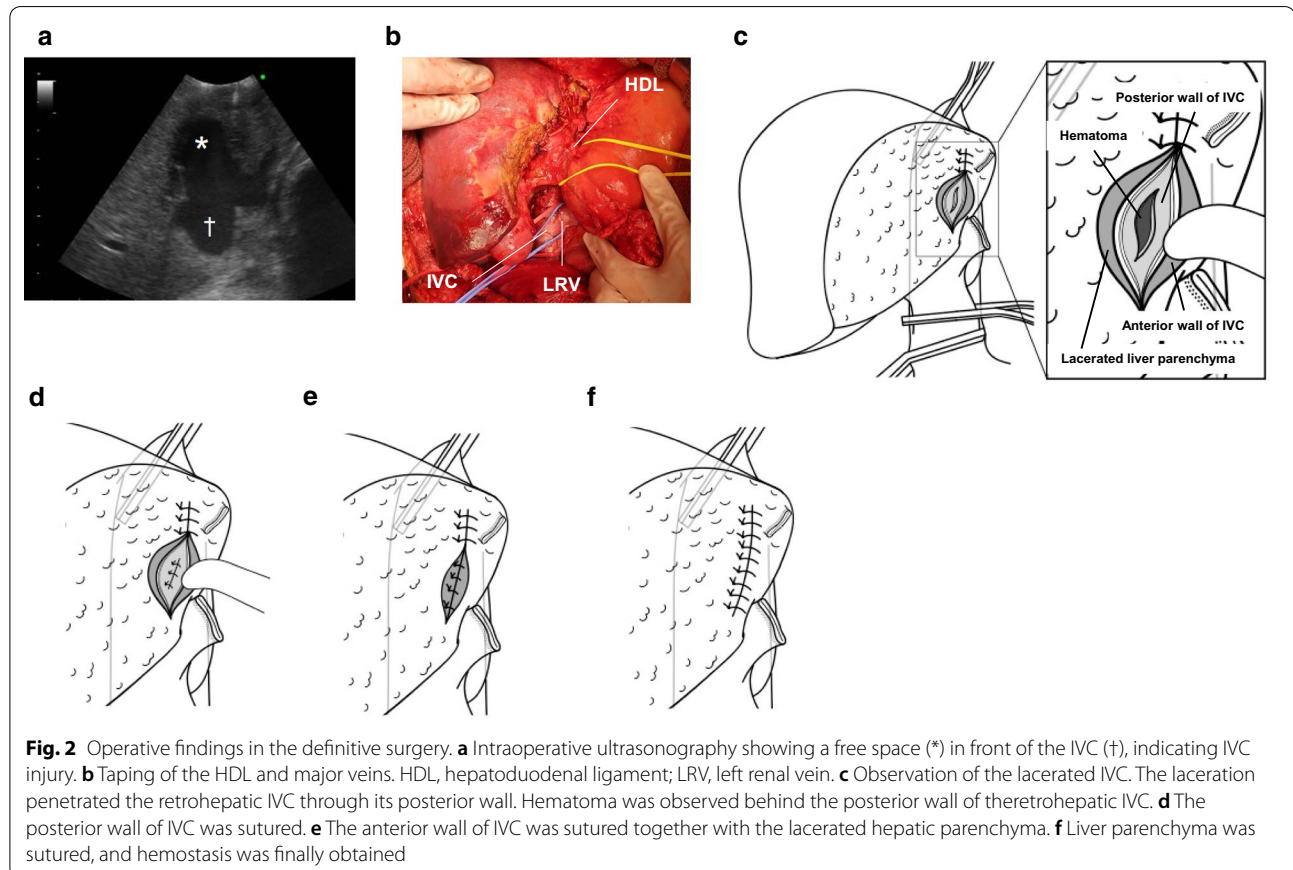 a
b
c
*
†
HDL
IVC
LRV
Posterior wall of IVC
Hematoma
Anterior wall of IVC
Lacerated liver parenchyma
d
e
f
Fig. 2 Operative findings in the definitive surgery. a Intraoperative ultrasonography showing a free space (*) in front of the IVC (†), indicating IVC
injury. b Taping of the HDL and major veins. HDL, hepatoduodenal ligament; LRV, left renal vein. c Observation of the lacerated IVC. The laceration
penetrated the retrohepatic IVC through its posterior wall. Hematoma was observed behind the posterior wall of theretrohepatic IVC. d The
posterior wall of IVC was sutured. e The anterior wall of IVC was sutured together with the lacerated hepatic parenchyma. f Liver parenchyma was
sutured, and hemostasis was finally obtained